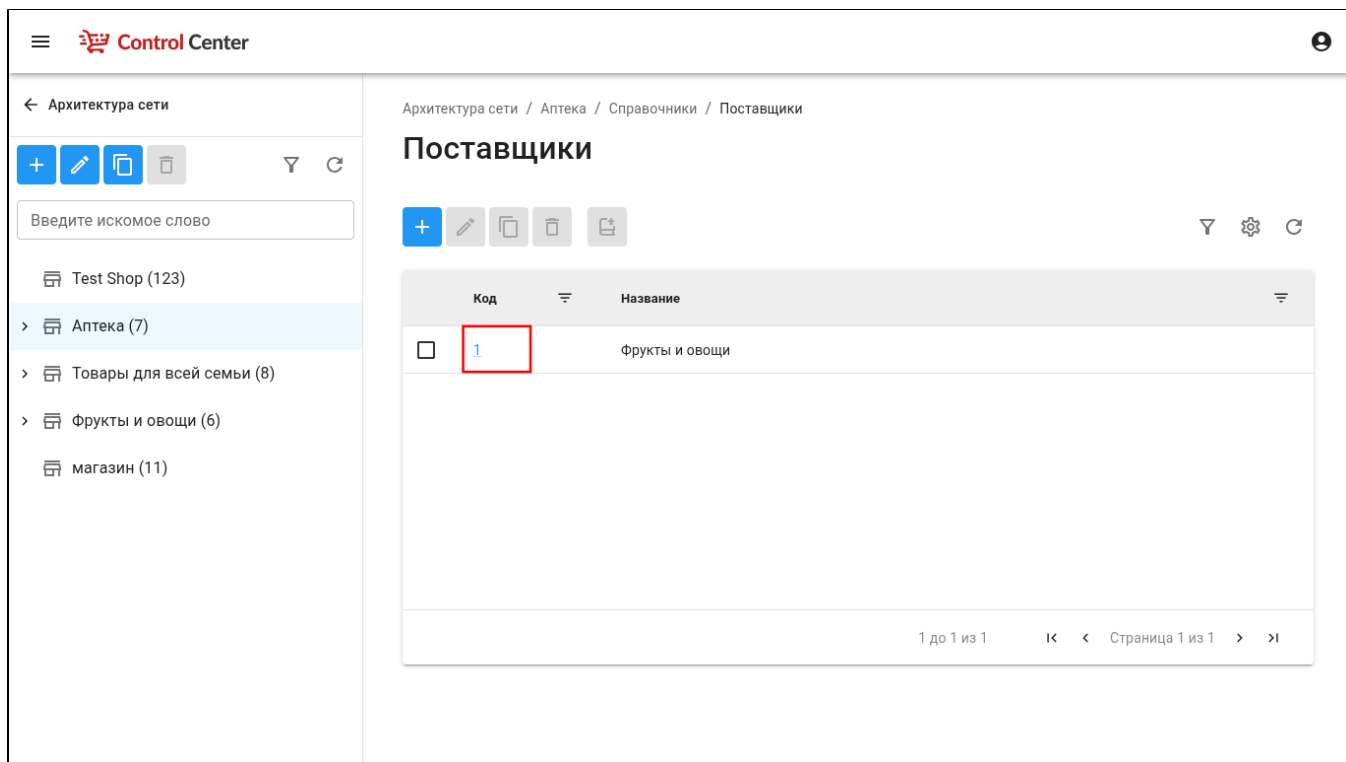 Control Center
Архитектура сети
Введите искомое слово
Test Shop (123)
Аптека (7)
Товары для всей семьи (8)
Фрукты и овощи (6)
магазин (11)
Архитектура сети / Аптека / Справочники / Поставщики
Поставщики
Код Название
1 Фрукты и овощи
1 до 1 из 1 Страница 1 из 1